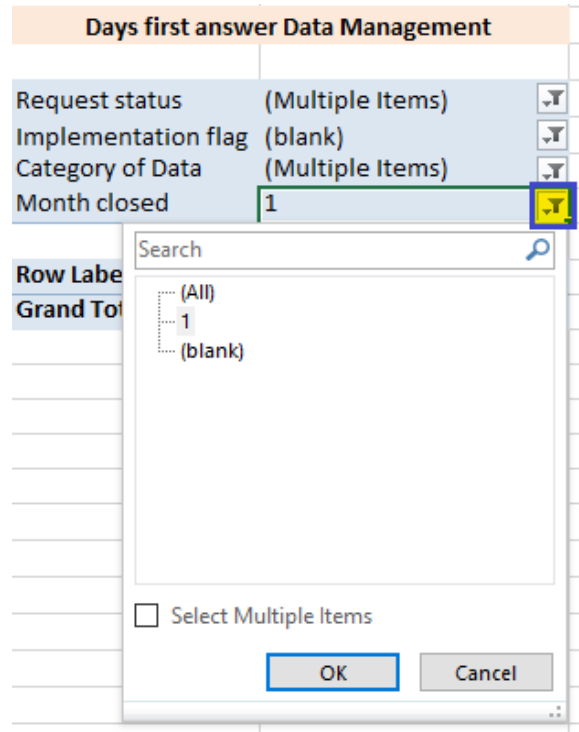 Days first answer Data Management
Request status (Multiple Items)
Implementation flag (blank)
Category of Data (Multiple Items)
Month closed 1
Search
Row Labe
Grand Tot
(All)
1
(blank)
Select Multiple Items
OK Cancel